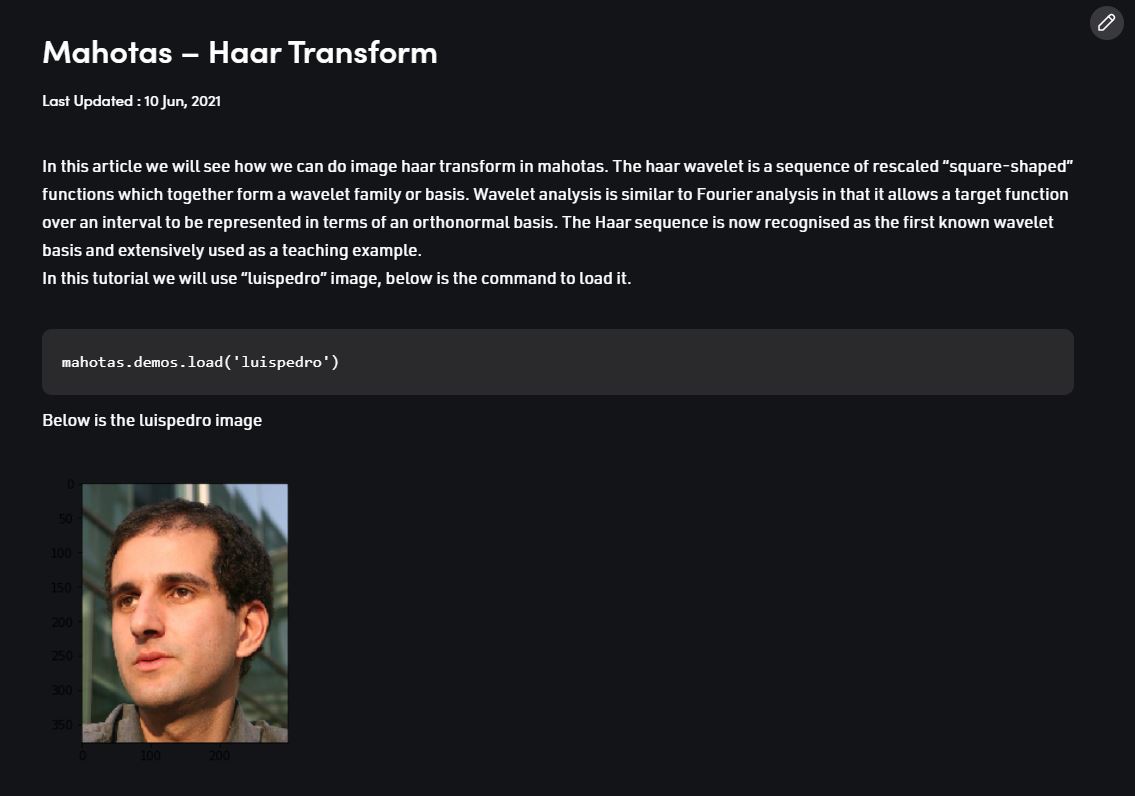 Mahotas – Haar Transform
Last Updated : 10 Jun, 2021
In this article we will see how we can do image haar transform in mahotas. The haar wavelet is a sequence of rescaled “square-shaped”
functions which together form a wavelet family or basis. Wavelet analysis is similar to Fourier analysis in that it allows a target function
over an interval to be represented in terms of an orthonormal basis. The Haar sequence is now recognised as the first known wavelet
basis and extensively used as a teaching example.
In this tutorial we will use “luispedro” image, below is the command to load it.
mahotas.demos.load('luispedro')
Below is the luispedro image
0
50
100
150
200
250
300
350
0 100 200